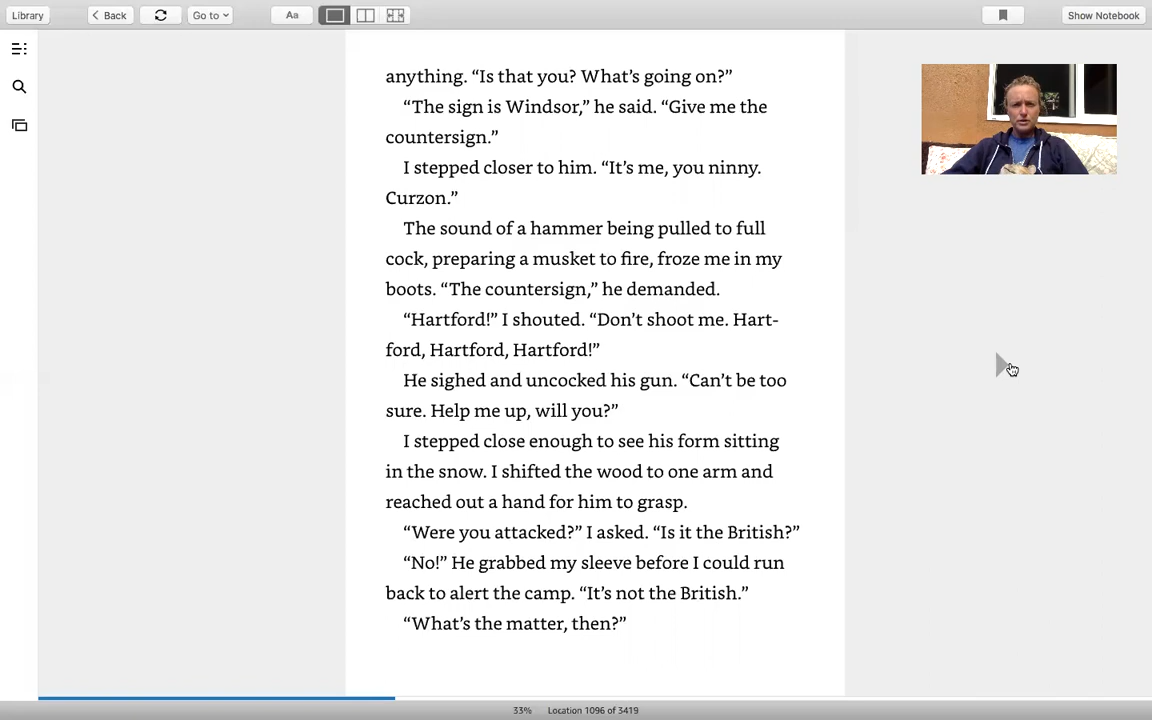 Library
Back
Go to
Aa
Show Notebook
anything. “Is that you? What’s going on?”
“The sign is Windsor,” he said. “Give me the
countersign.”
I stepped closer to him. “It’s me, you ninny.
Curzon.”
The sound of a hammer being pulled to full
cock, preparing a musket to fire, froze me in my
boots. “The countersign,” he demanded.
“Hartford!” I shouted. “Don’t shoot me. Hart-
ford, Hartford, Hartford!”
He sighed and uncocked his gun. “Can’t be too
sure. Help me up, will you?”
I stepped close enough to see his form sitting
in the snow. I shifted the wood to one arm and
reached out a hand for him to grasp.
“Were you attacked?” I asked. “Is it the British?”
“No!” He grabbed my sleeve before I could run
back to alert the camp. “It’s not the British.”
“What’s the matter, then?”
33% Location 1096 of 3419